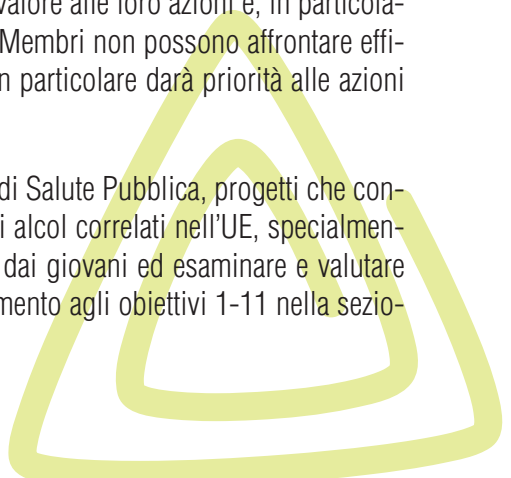 valore alle loro azioni e, in particola-
Membri non possono affrontare effi-
n particolare darà priorità alle azioni
di Salute Pubblica, progetti che con-
i alcol correlati nell'UE, specialmen-
dai giovani ed esaminare e valutare
mento agli obiettivi 1-11 nella sezio-